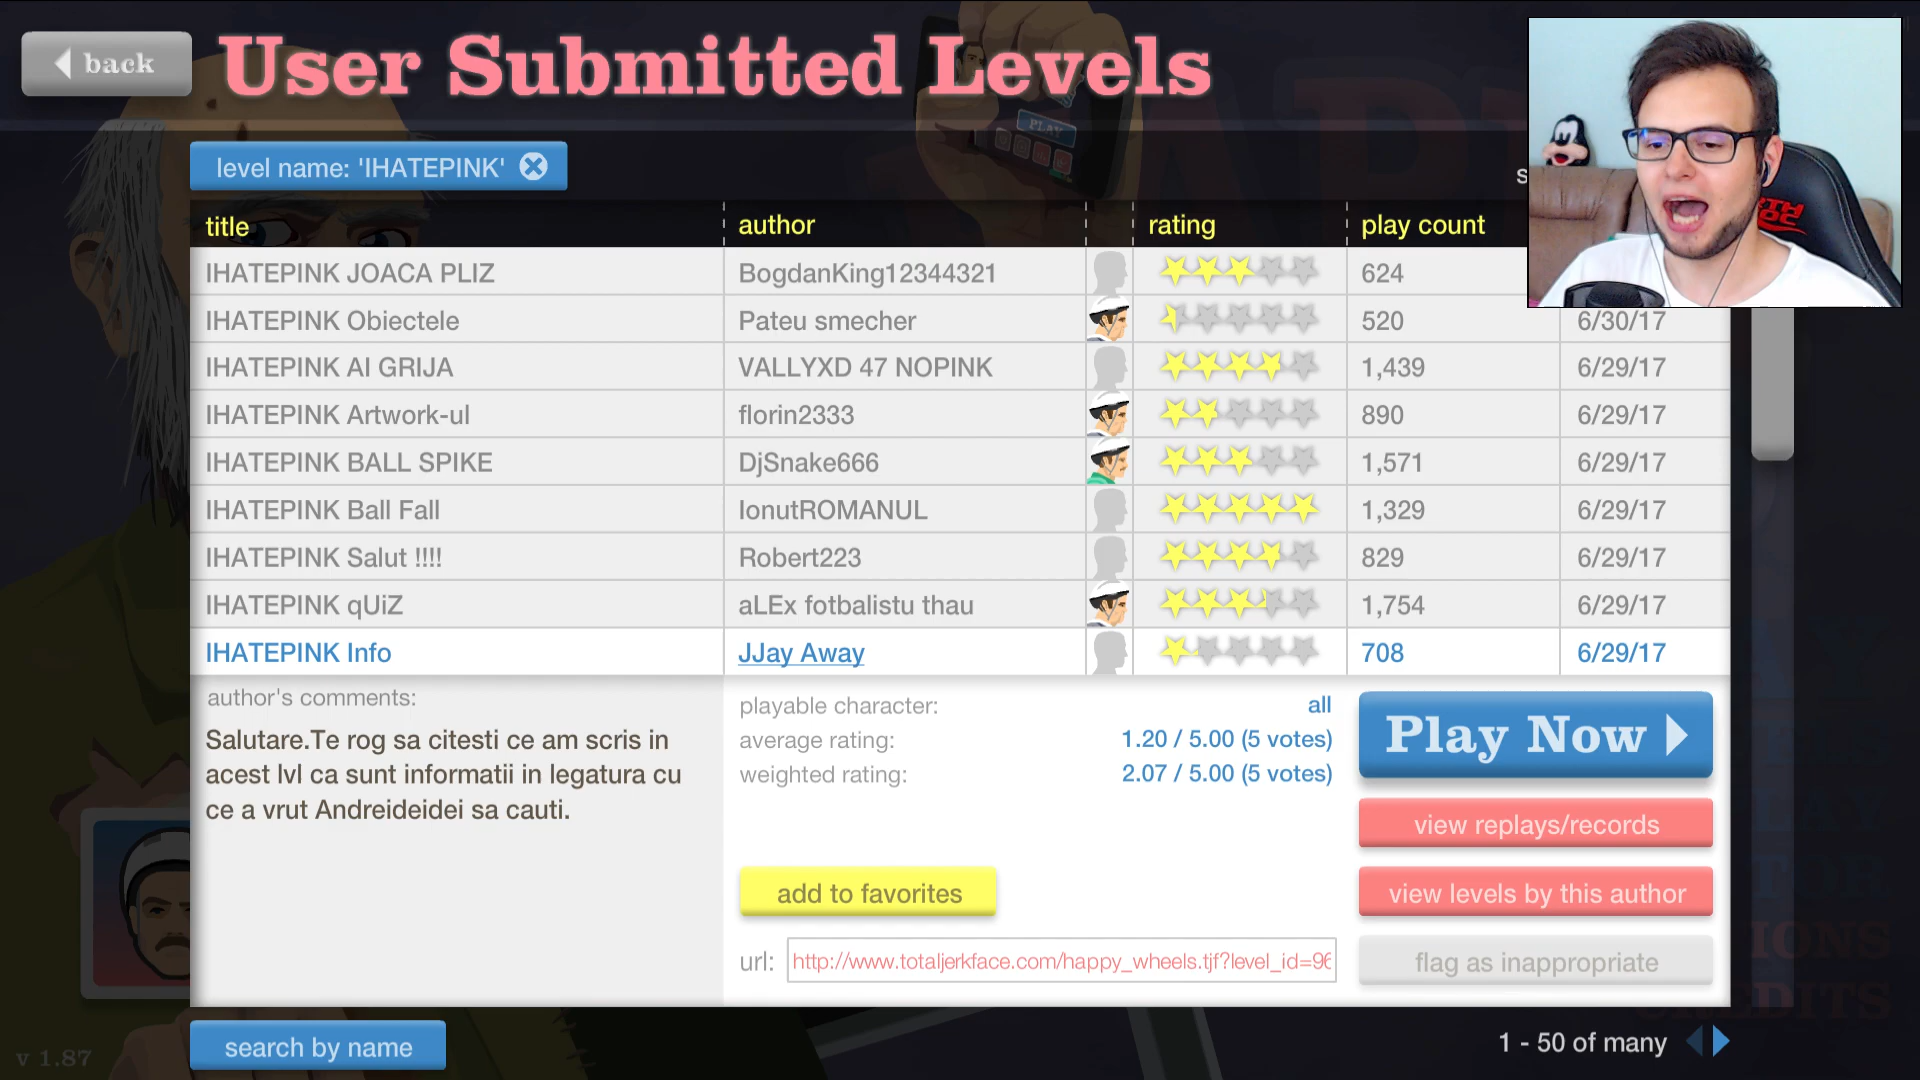 back
User Submitted Levels
PLAY
level name: 'IHATEPINK'
title author rating play count
IHATEPINK JOACA PLIZ BogdanKing12344321 624
IHATEPINK Obiectele Pateu smecher 520 6/30/17
IHATEPINK AI GRIJA VALLYXD 47 NOPINK 1,439 6/29/17
IHATEPINK Artwork-ul florin2333 890 6/29/17
IHATEPINK BALL SPIKE DjSnake666 1,571 6/29/17
IHATEPINK Ball Fall IonutROMANUL 1,329 6/29/17
IHATEPINK Salut !!!! Robert223 829 6/29/17
IHATEPINK qUiZ aLEx fotbalistu thau 1,754 6/29/17
IHATEPINK Info JJay Away 708 6/29/17
author's comments:
Salutare.Te rog sa citesti ce am scris in
acest lvl ca sunt informatii in legatura cu
ce a vrut Andreideidei sa cauti.
playable character: all
average rating: 1.20 / 5.00 (5 votes)
weighted rating: 2.07 / 5.00 (5 votes)
add to favorites
url: http://www.totaljerkface.com/happy_wheels.tjf?level_id=96
Play Now
view replays/records
view levels by this author
flag as inappropriate
CREDITS
v 1.87
search by name
1 - 50 of many